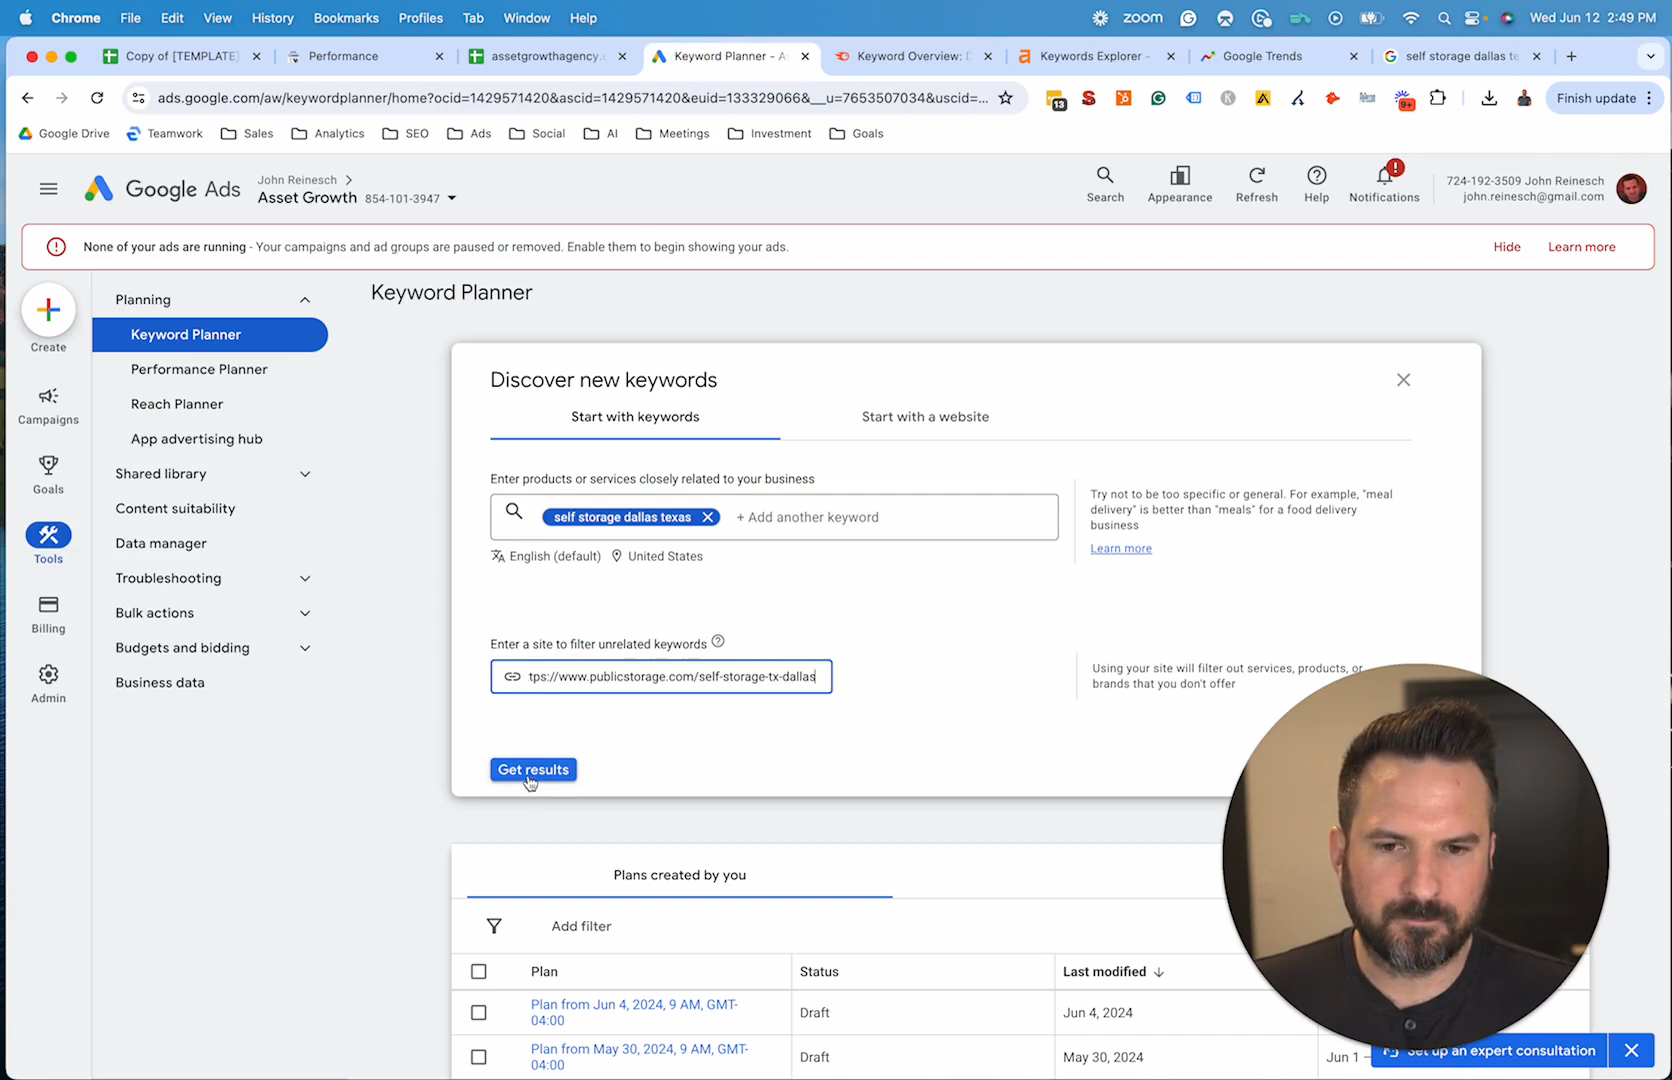 Chrome File Edit View History Bookmarks Profiles Tab Window Help
zoom
Wed Jun 12 2:49 PM
Copy of [TEMPLATE]
Performance
assetgrowthagency.
Keyword Planner - A
Keyword Overview: D
Keywords Explorer -
Google Trends
self storage dallas te
ads.google.com/aw/keywordplanner/home?ocid=1429571420&ascid=1429571420&euid=133329066&__u=7653507034&uscid=...
13
9+
Finish update
Google Drive
Teamwork
Sales
Analytics
SEO
Ads
Social
AI
Meetings
Investment
Goals
Google Ads
John Reinesch
Asset Growth 854-101-3947
Search
Appearance
Refresh
Help
Notifications
724-192-3509 John Reinesch
john.reinesch@gmail.com
None of your ads are running - Your campaigns and ad groups are paused or removed. Enable them to begin showing your ads.
Hide
Learn more
Create
Campaigns
Goals
Tools
Billing
Admin
Planning
Keyword Planner
Performance Planner
Reach Planner
App advertising hub
Shared library
Content suitability
Data manager
Troubleshooting
Bulk actions
Budgets and bidding
Business data
Keyword Planner
Discover new keywords
Start with keywords
Start with a website
Enter products or services closely related to your business
self storage dallas texas
+ Add another keyword
English (default)
United States
Try not to be too specific or general. For example, "meal
delivery" is better than "meals" for a food delivery
business
Learn more
Enter a site to filter unrelated keywords
tps://www.publicstorage.com/self-storage-tx-dallas
Using your site will filter out services, products, or
brands that you don't offer
Get results
Plans created by you
Add filter
Plan
Status
Last modified
Plan from Jun 4, 2024, 9 AM, GMT-
04:00
Draft
Jun 4, 2024
Plan from May 30, 2024, 9 AM, GMT-
04:00
Draft
May 30, 2024
Jun 1 –
Set up an expert consultation